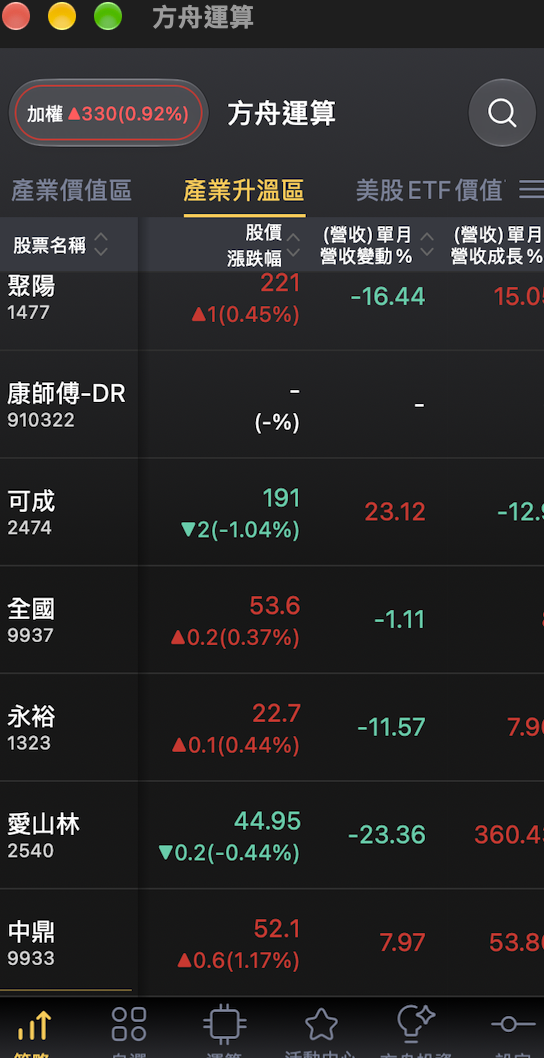 方舟運算
加權▲330(0.92%) 方舟運算
產業價值區 產業升溫區 美股ETF價值
股票名稱 股價 (營收)單月 (營收)單月
漲跌幅 營收變動% 營收成長%
聚陽 221 -16.44
1477 ▲1(0.45%)
康師傅-DR - -
910322 (-%)
可成 191 23.12
2474 ▼2(-1.04%)
全國 53.6 -1.11
9937 ▲0.2(0.37%)
永裕 22.7 -11.57
1323 ▲0.1(0.44%)
愛山林 44.95 -23.36
2540 ▼0.2(-0.44%)
中鼎 52.1 7.97
9933 ▲0.6(1.17%)